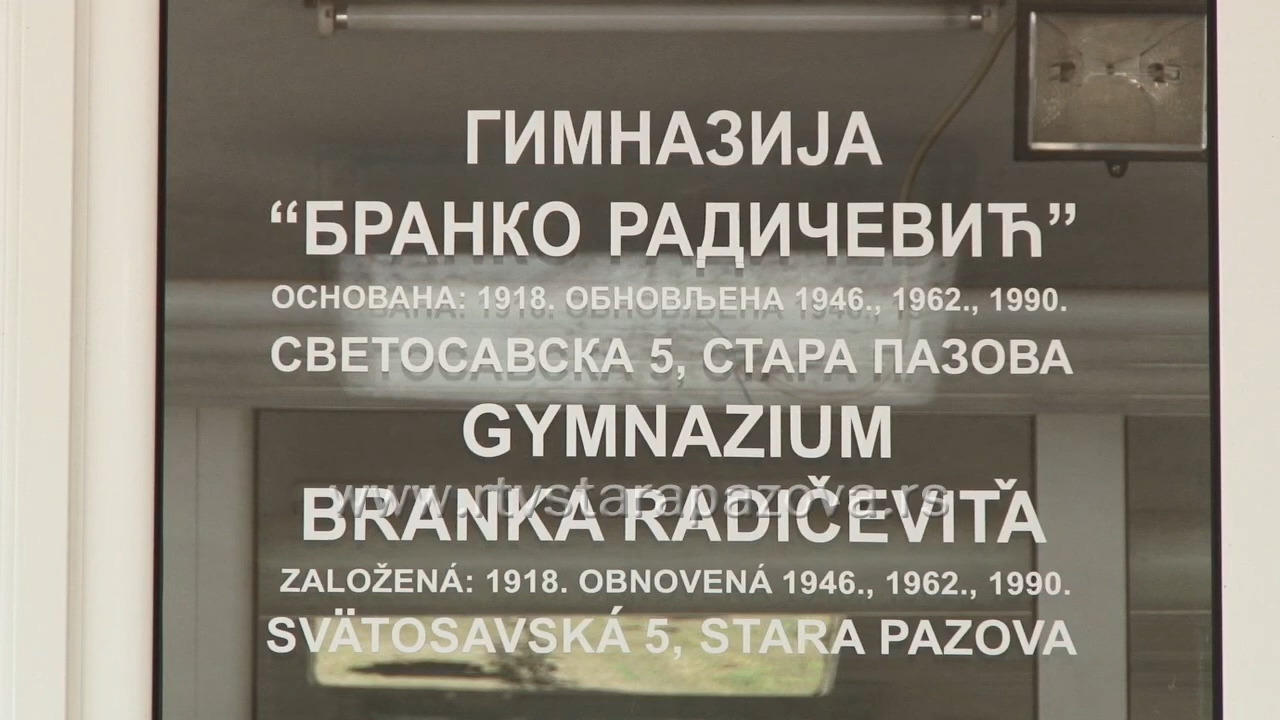 ГИМНАЗИЈА
“БРАНКО РАДИЧЕВИЋ”
ОСНОВАНА: 1918. ОБНОВЉЕНА 1946., 1962., 1990.
СВЕТОСАВСКА 5, СТАРА ПАЗОВА
GYMNAZIUM
www.rtvstarapazova.rs
BRANKA RADIČEVIŤA
ZALOŽENÁ: 1918. OBNOVENÁ 1946., 1962., 1990.
SVÄTOSAVSKÁ 5, STARA PAZOVA